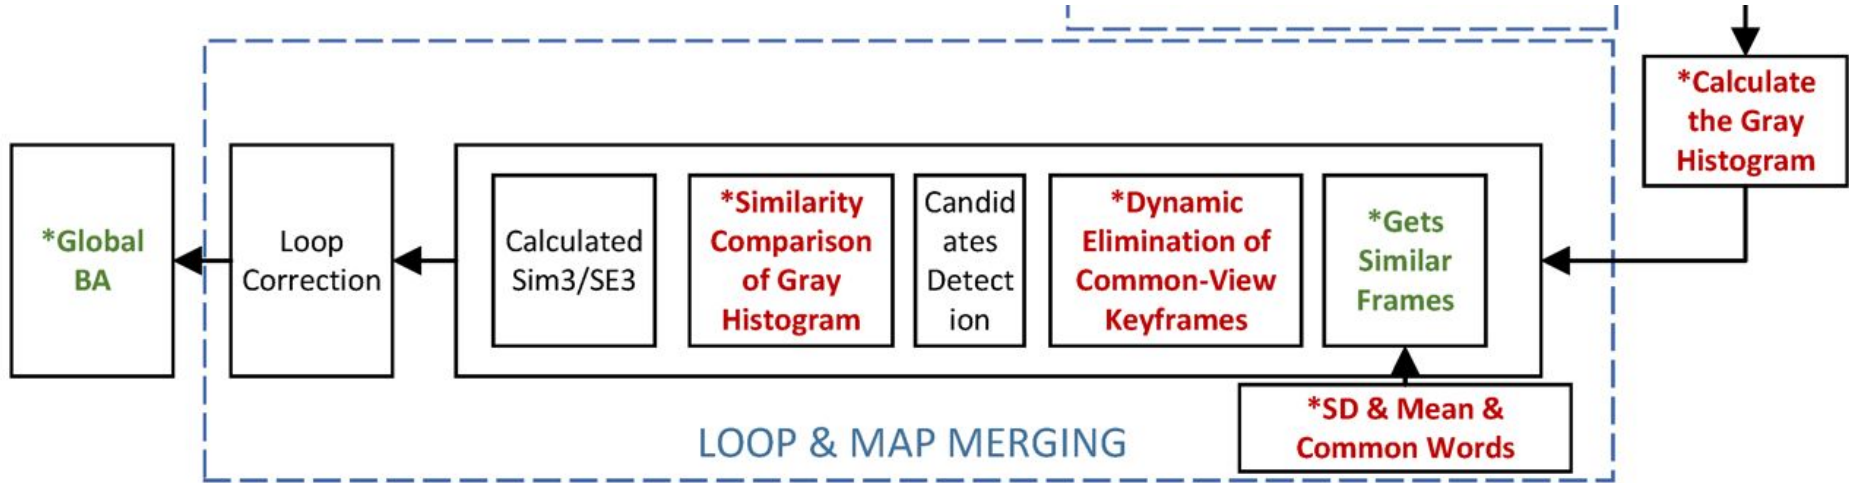 *Calculate
the Gray
Histogram
*Global
BA
Loop
Correction
Calculated
Sim3/SE3
*Similarity
Comparison
of Gray
Histogram
Candid
ates
Detect
ion
*Dynamic
Elimination of
Common-View
Keyframes
*Gets
Similar
Frames
*SD & Mean &
Common Words
LOOP & MAP MERGING